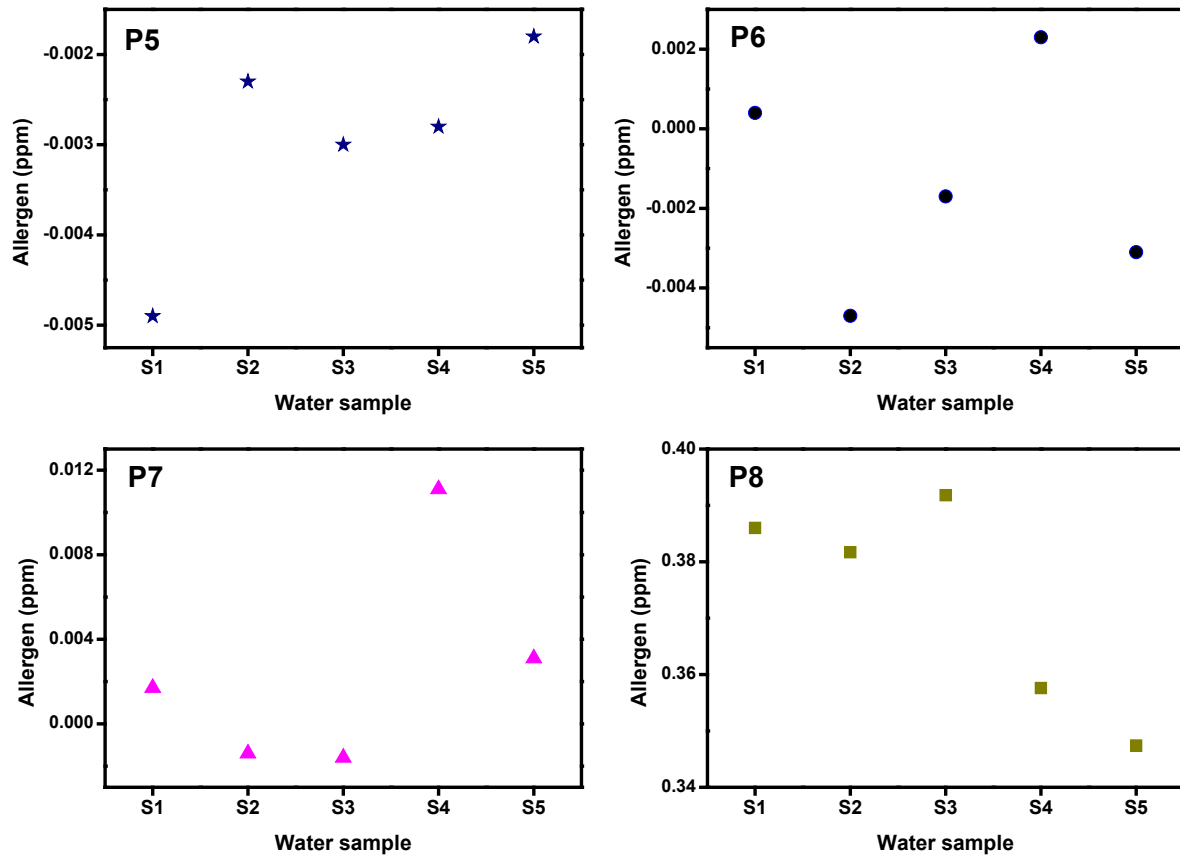 P5
Allergen (ppm)
-0.002
-0.003
-0.004
-0.005
S1 S2 S3 S4 S5
Water sample
P6
Allergen (ppm)
0.002
0.000
-0.002
-0.004
S1 S2 S3 S4 S5
Water sample
P7
Allergen (ppm)
0.012
0.008
0.004
0.000
S1 S2 S3 S4 S5
Water sample
P8
Allergen (ppm)
0.40
0.38
0.36
0.34
S1 S2 S3 S4 S5
Water sample